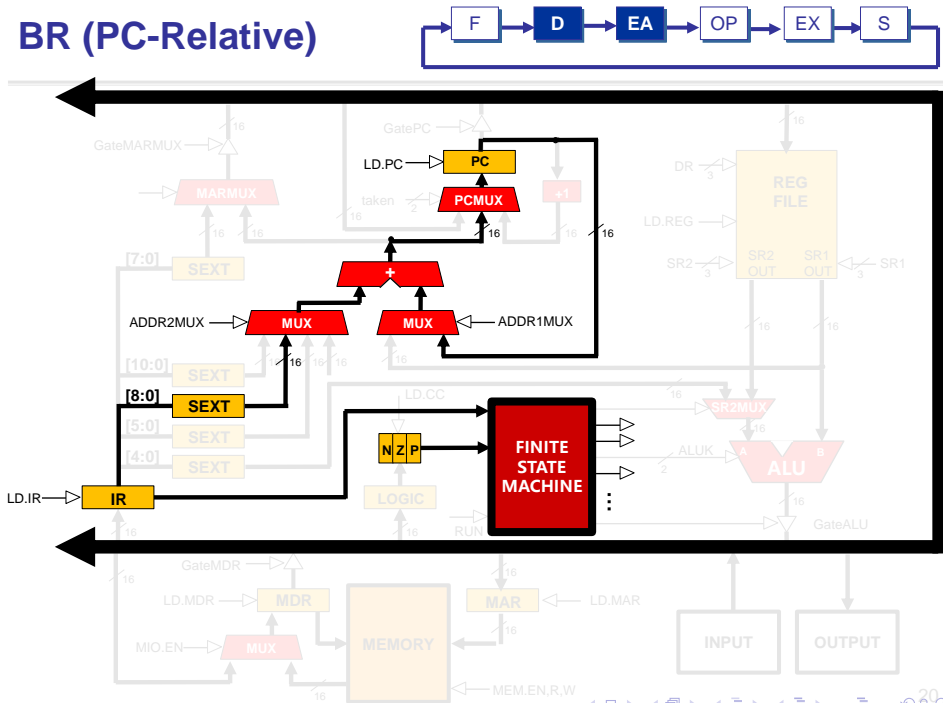 BR (PC-Relative)
F D EA OP EX S
16 16 16
GateMARMUX GatePC
LD.PC PC
DR 3
REG FILE
MARMUX taken 2 PCMUX +1
LD.REG
16 16 16 16
[7:0] SEXT
+
SR2 OUT SR1 OUT
SR2 3 3 SR1
ADDR2MUX MUX MUX ADDR1MUX
16 16 16 16 16 16
[10:0] SEXT
[8:0] SEXT
LD.CC
16
SR2MUX
[5:0] SEXT
N Z P
FINITE STATE MACHINE
16
[4:0] SEXT
ALUK 2
A B
ALU
LD.IR IR
LOGIC
⋮
16 16 RUN 16 GateALU
GateMDR 16 16
LD.MDR MDR MAR LD.MAR
16
MIO.EN MUX MEMORY INPUT OUTPUT
16 MEM.EN,R,W
20